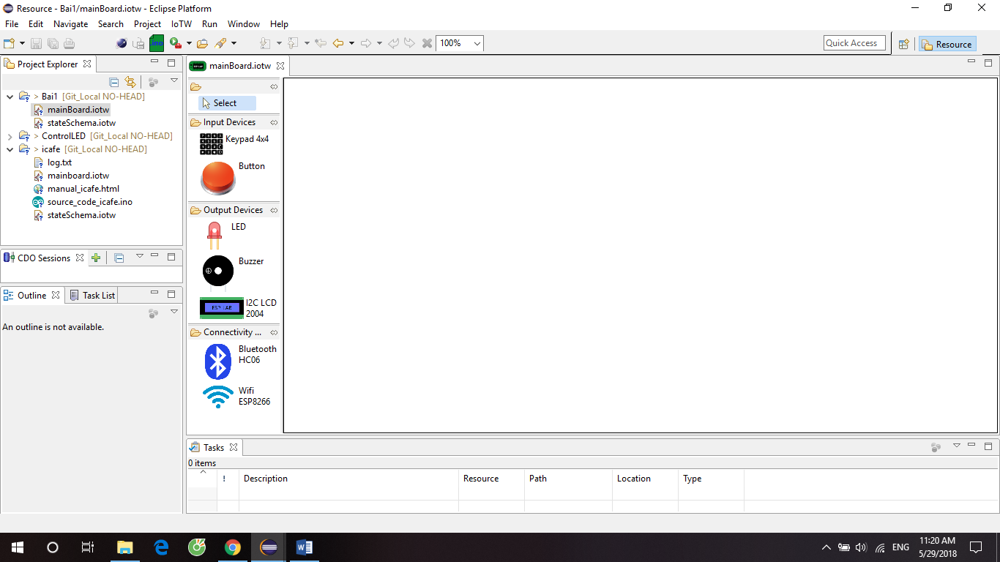 Resource - Bai1/mainBoard.iotw - Eclipse Platform
File Edit Navigate Search Project IoTW Run Window Help
.ino 100% Quick Access Resource
Project Explorer
> Bai1 [Git_Local NO-HEAD]
mainBoard.iotw
stateSchema.iotw
> ControlLED [Git_Local NO-HEAD]
> icafe [Git_Local NO-HEAD]
log.txt
mainboard.iotw
manual_icafe.html
source_code_icafe.ino
stateSchema.iotw
CDO Sessions
Outline Task List
An outline is not available.
mainBoard.iotw
Select
Input Devices
Keypad 4x4
Button
Output Devices
LED
Buzzer
ESP LAB
I2C LCD
2004
Connectivity ...
Bluetooth
HC06
Wifi
ESP8266
Tasks
0 items
! Description Resource Path Location Type
ENG
11:20 AM
5/29/2018